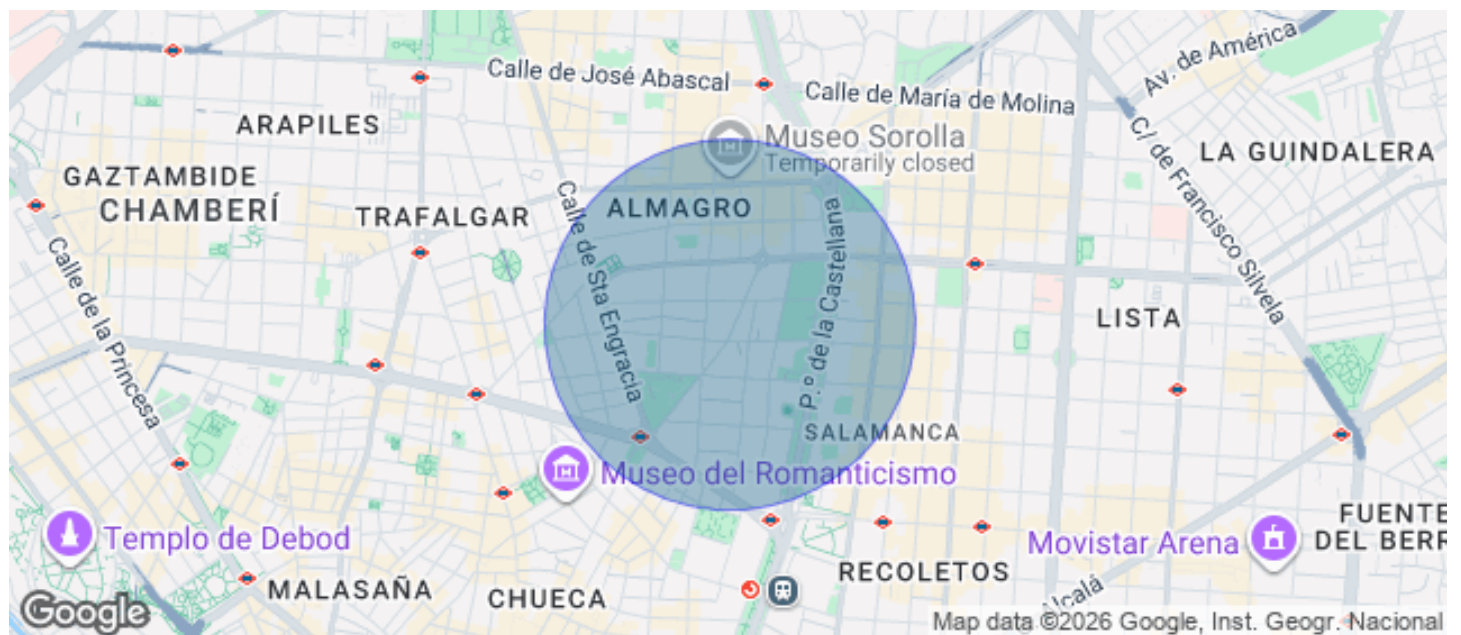 Av. de América
Calle de José Abascal
Calle de María de Molina
ARAPILES
Museo Sorolla
Temporarily closed
C/ de Francisco Silvela
LA GUINDALERA
GAZTAMBIDE
CHAMBERÍ
TRAFALGAR
ALMAGRO
Calle de Sta Engracia
P.º de la Castellana
Calle de la Princesa
LISTA
SALAMANCA
Museo del Romanticismo
Templo de Debod
Movistar Arena
FUENTE
DEL BERR
RECOLETOS
MALASAÑA
CHUECA
Alcalá
Google
Map data ©2026 Google, Inst. Geogr. Nacional